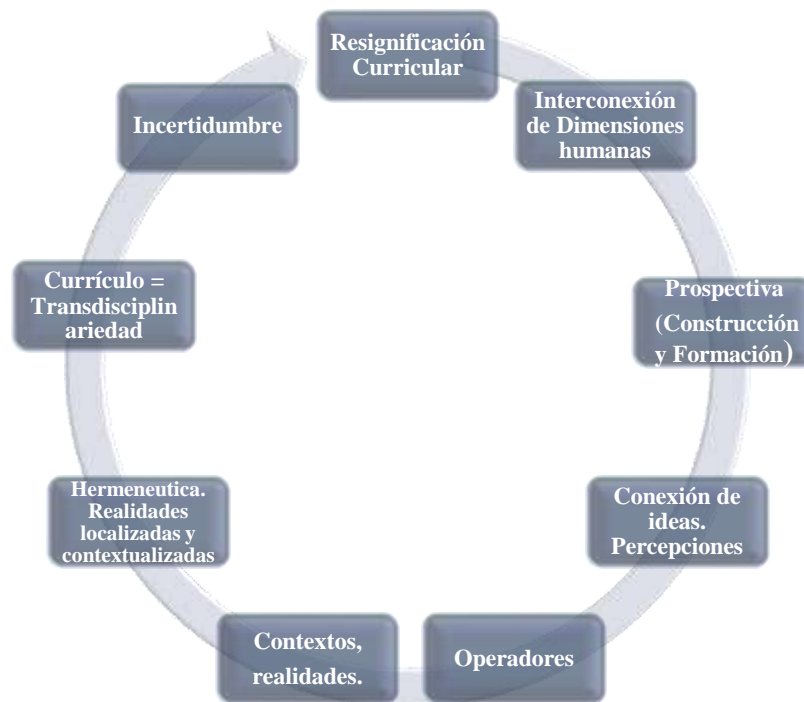 Resignificación
Curricular
Interconexión
de Dimensiones
humanas
Prospectiva
(Construcción
y Formación)
Conexión de
ideas.
Percepciones
Operadores
Contextos,
realidades.
Hermeneutica.
Realidades
localizadas y
contextualizadas
Currículo =
Transdisciplin
ariedad
Incertidumbre